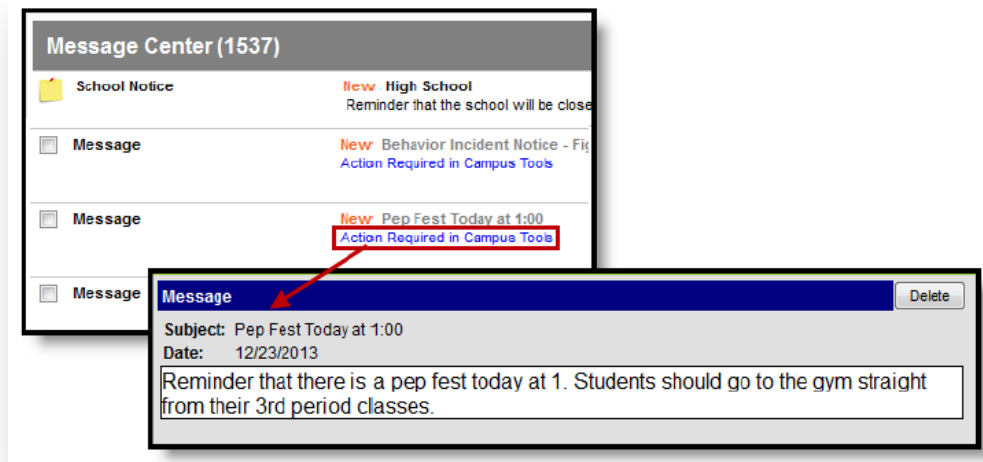 Message Center (1537)
School Notice
New: High School
Reminder that the school will be close
Message
New: Behavior Incident Notice - Fig
Action Required in Campus Tools
Message
New: Pep Fest Today at 1:00
Action Required in Campus Tools
Message
Message
Delete
Subject: Pep Fest Today at 1:00
Date: 12/23/2013
Reminder that there is a pep fest today at 1. Students should go to the gym straight
from their 3rd period classes.